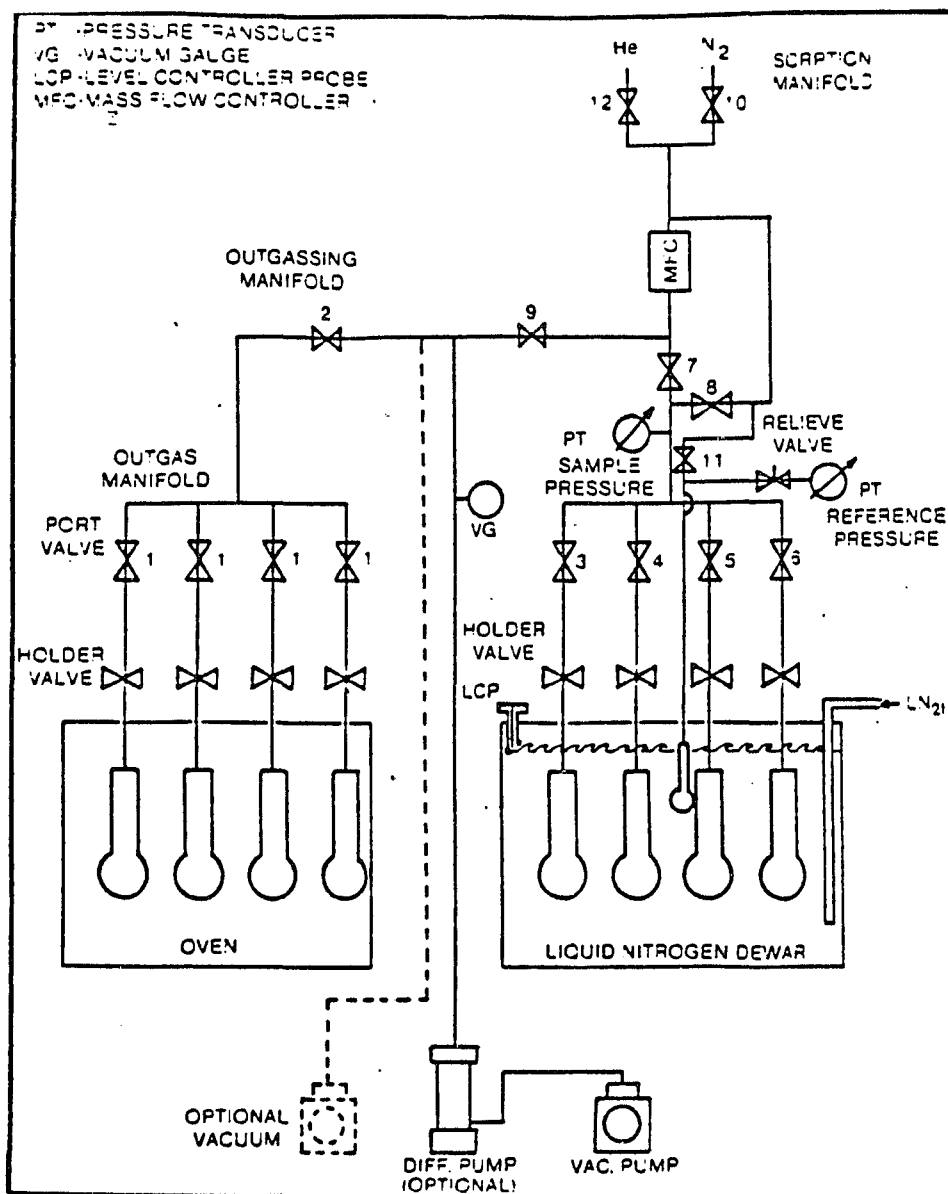 PT -PRESSURE TRANSDUCER
VG -VACUUM GAUGE
LCP-LEVEL CONTROLLER PROBE
MFC-MASS FLOW CONTROLLER
He
N2
SORPTION
MANIFOLD
12
10
MFC
OUTGASSING
MANIFOLD
2
9
7
8
RELIEVE
VALVE
PT
SAMPLE
PRESSURE
11
PT
REFERENCE
PRESSURE
OUTGAS
MANIFOLD
VG
PORT
VALVE
1
1
1
1
3
4
5
6
HOLDER
VALVE
HOLDER
VALVE
LCP
OVEN
LIQUID NITROGEN DEWAR
OPTIONAL
VACUUM
DIFF. PUMP
(OPTIONAL)
VAC. PUMP